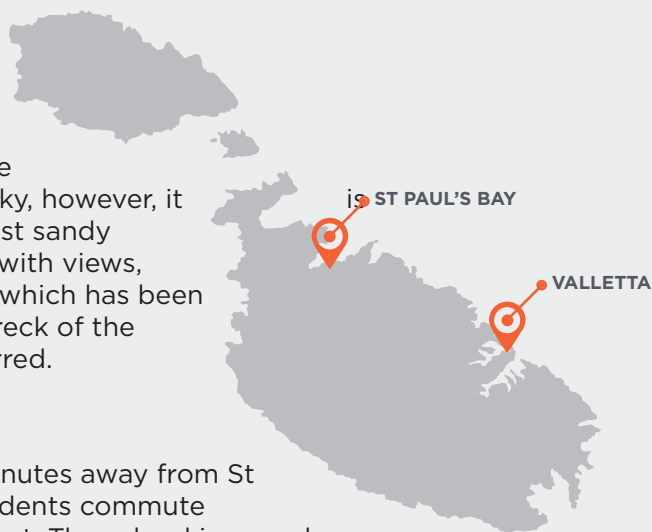 e
ky, however, it is
ST PAUL'S BAY
st sandy
with views,
which has been
reck of the
rred.
VALLETTA
nutes away from St
dents commute